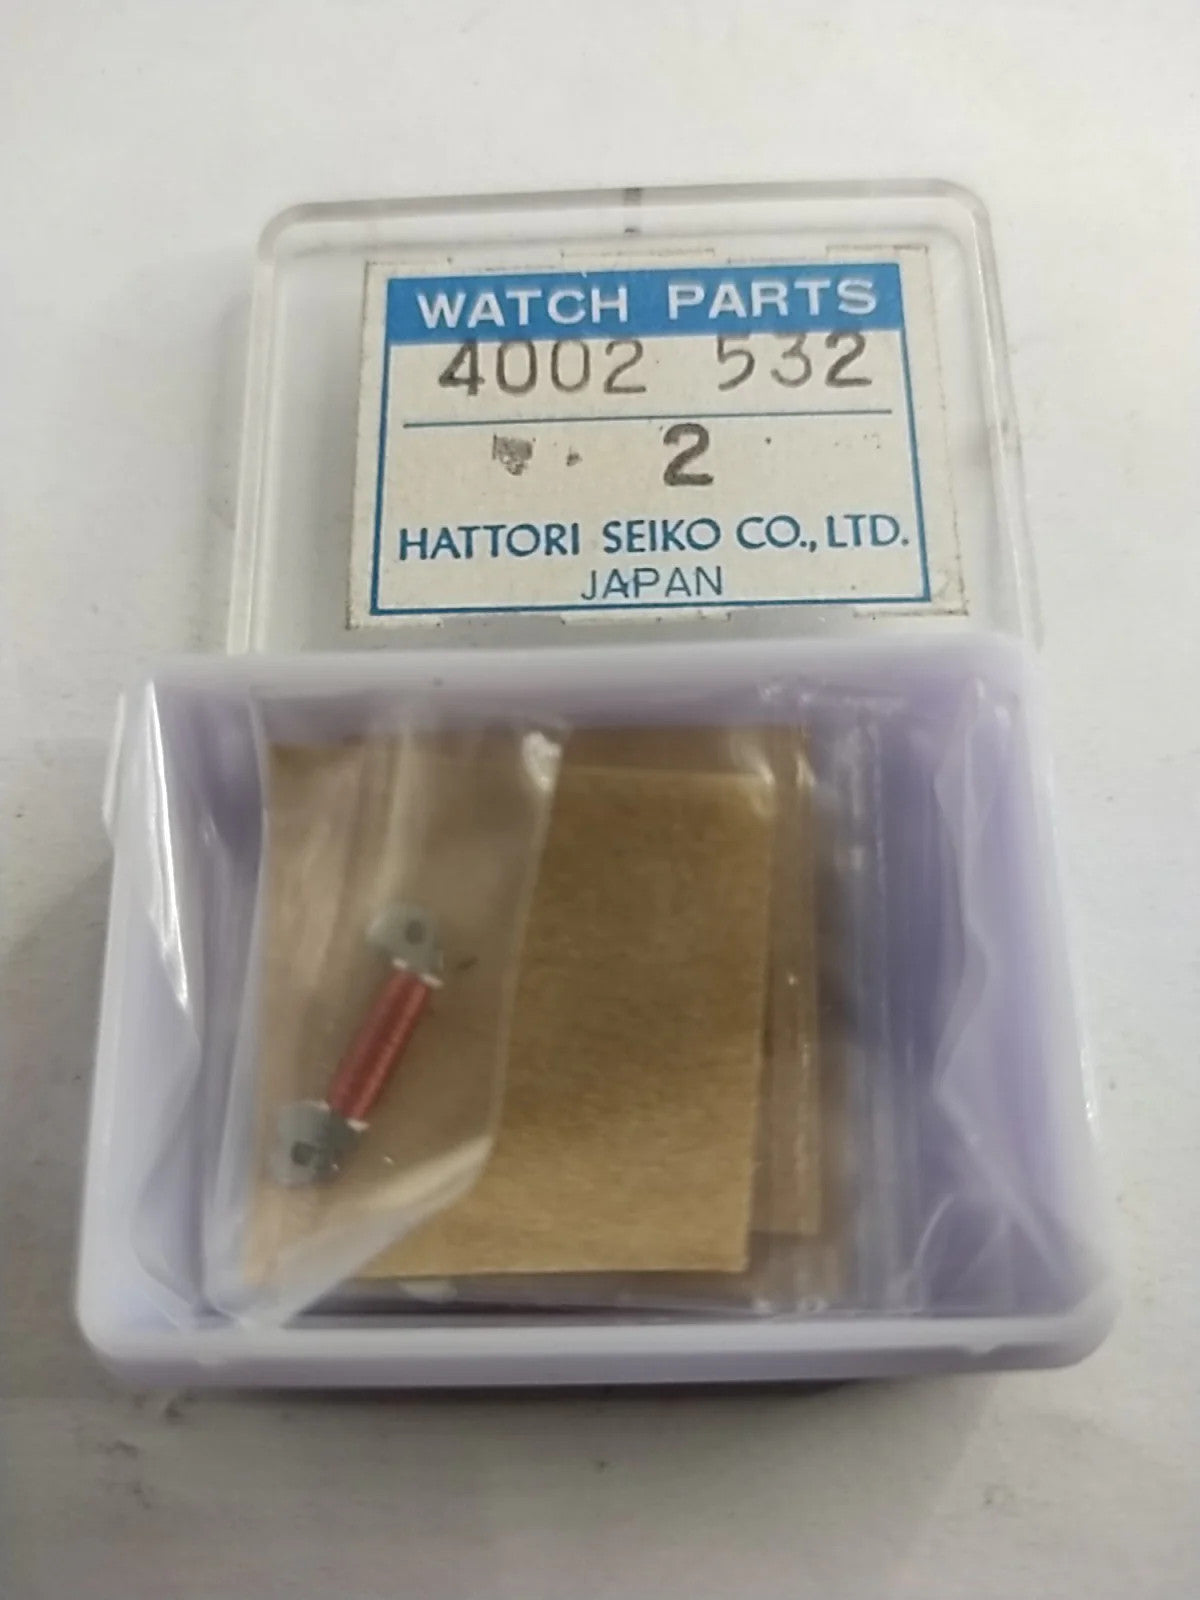 WATCH PARTS
4002 532
2
HATTORI SEIKO CO., LTD.
JAPAN